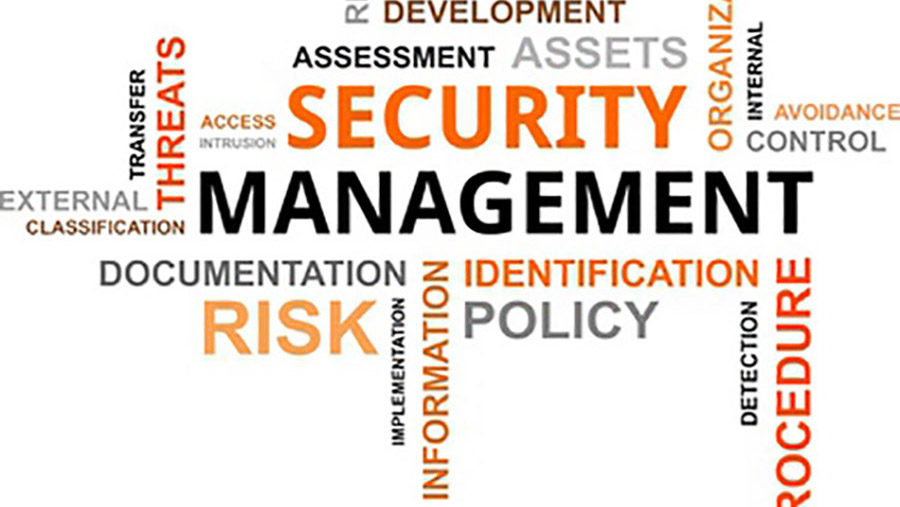 DEVELOPMENT
ASSESSMENT
ASSETS
INTERNAL
TRANSFER
THREATS
ACCESS
INTRUSION
SECURITY
AVOIDANCE
CONTROL
EXTERNAL
CLASSIFICATION
MANAGEMENT
DOCUMENTATION
IDENTIFICATION
RISK
IMPLEMENTATION
INFORMATION
POLICY
DETECTION
ROCEDURE
ORGANIZA